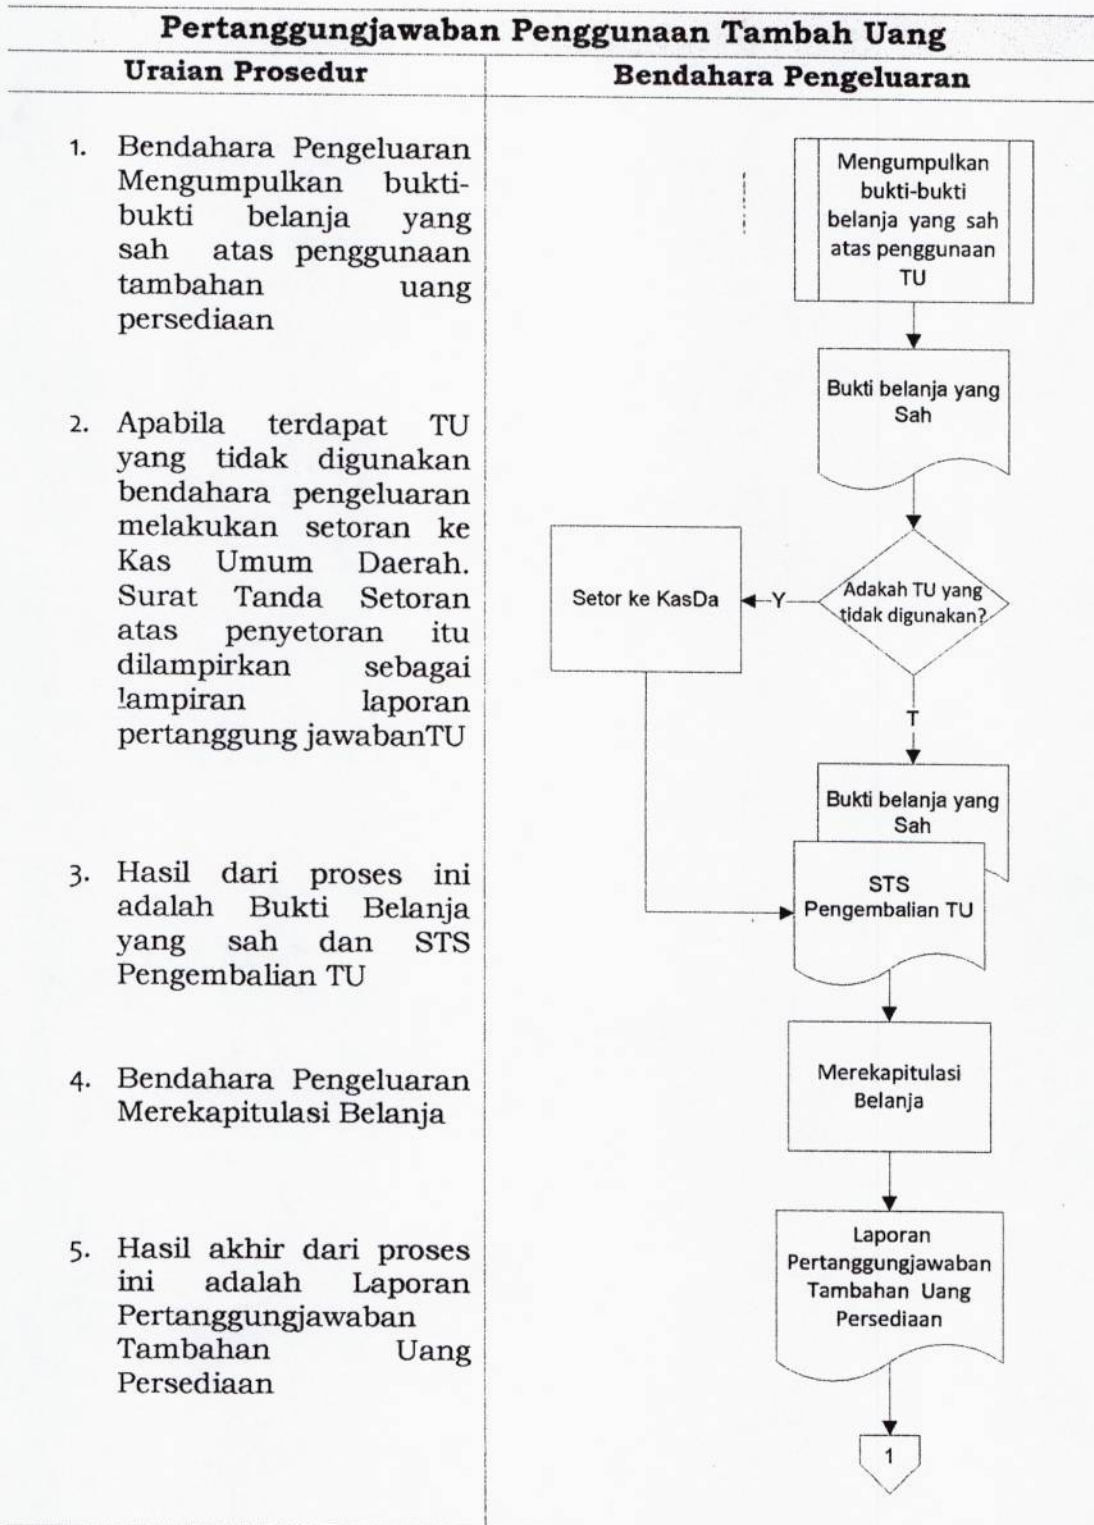 Pertanggungjawaban Penggunaan Tambah Uang
Uraian Prosedur
Bendahara Pengeluaran
1. Bendahara Pengeluaran
Mengumpulkan bukti-
bukti belanja yang
sah atas penggunaan
tambahan uang
persediaan
2. Apabila terdapat TU
yang tidak digunakan
bendahara pengeluaran
melakukan setoran ke
Kas Umum Daerah.
Surat Tanda Setoran
atas penyetoran itu
dilampirkan sebagai
lampiran laporan
pertanggung jawabanTU
3. Hasil dari proses ini
adalah Bukti Belanja
yang sah dan STS
Pengembalian TU
4. Bendahara Pengeluaran
Merekapitulasi Belanja
5. Hasil akhir dari proses
ini adalah Laporan
Pertanggungjawaban
Tambahan Uang
Persediaan
Mengumpulkan
bukti-bukti
belanja yang sah
atas penggunaan
TU
Bukti belanja yang
Sah
Adakah TU yang
tidak digunakan?
Y
Setor ke KasDa
T
Bukti belanja yang
Sah
STS
Pengembalian TU
Merekapitulasi
Belanja
Laporan
Pertanggungjawaban
Tambahan Uang
Persediaan
1